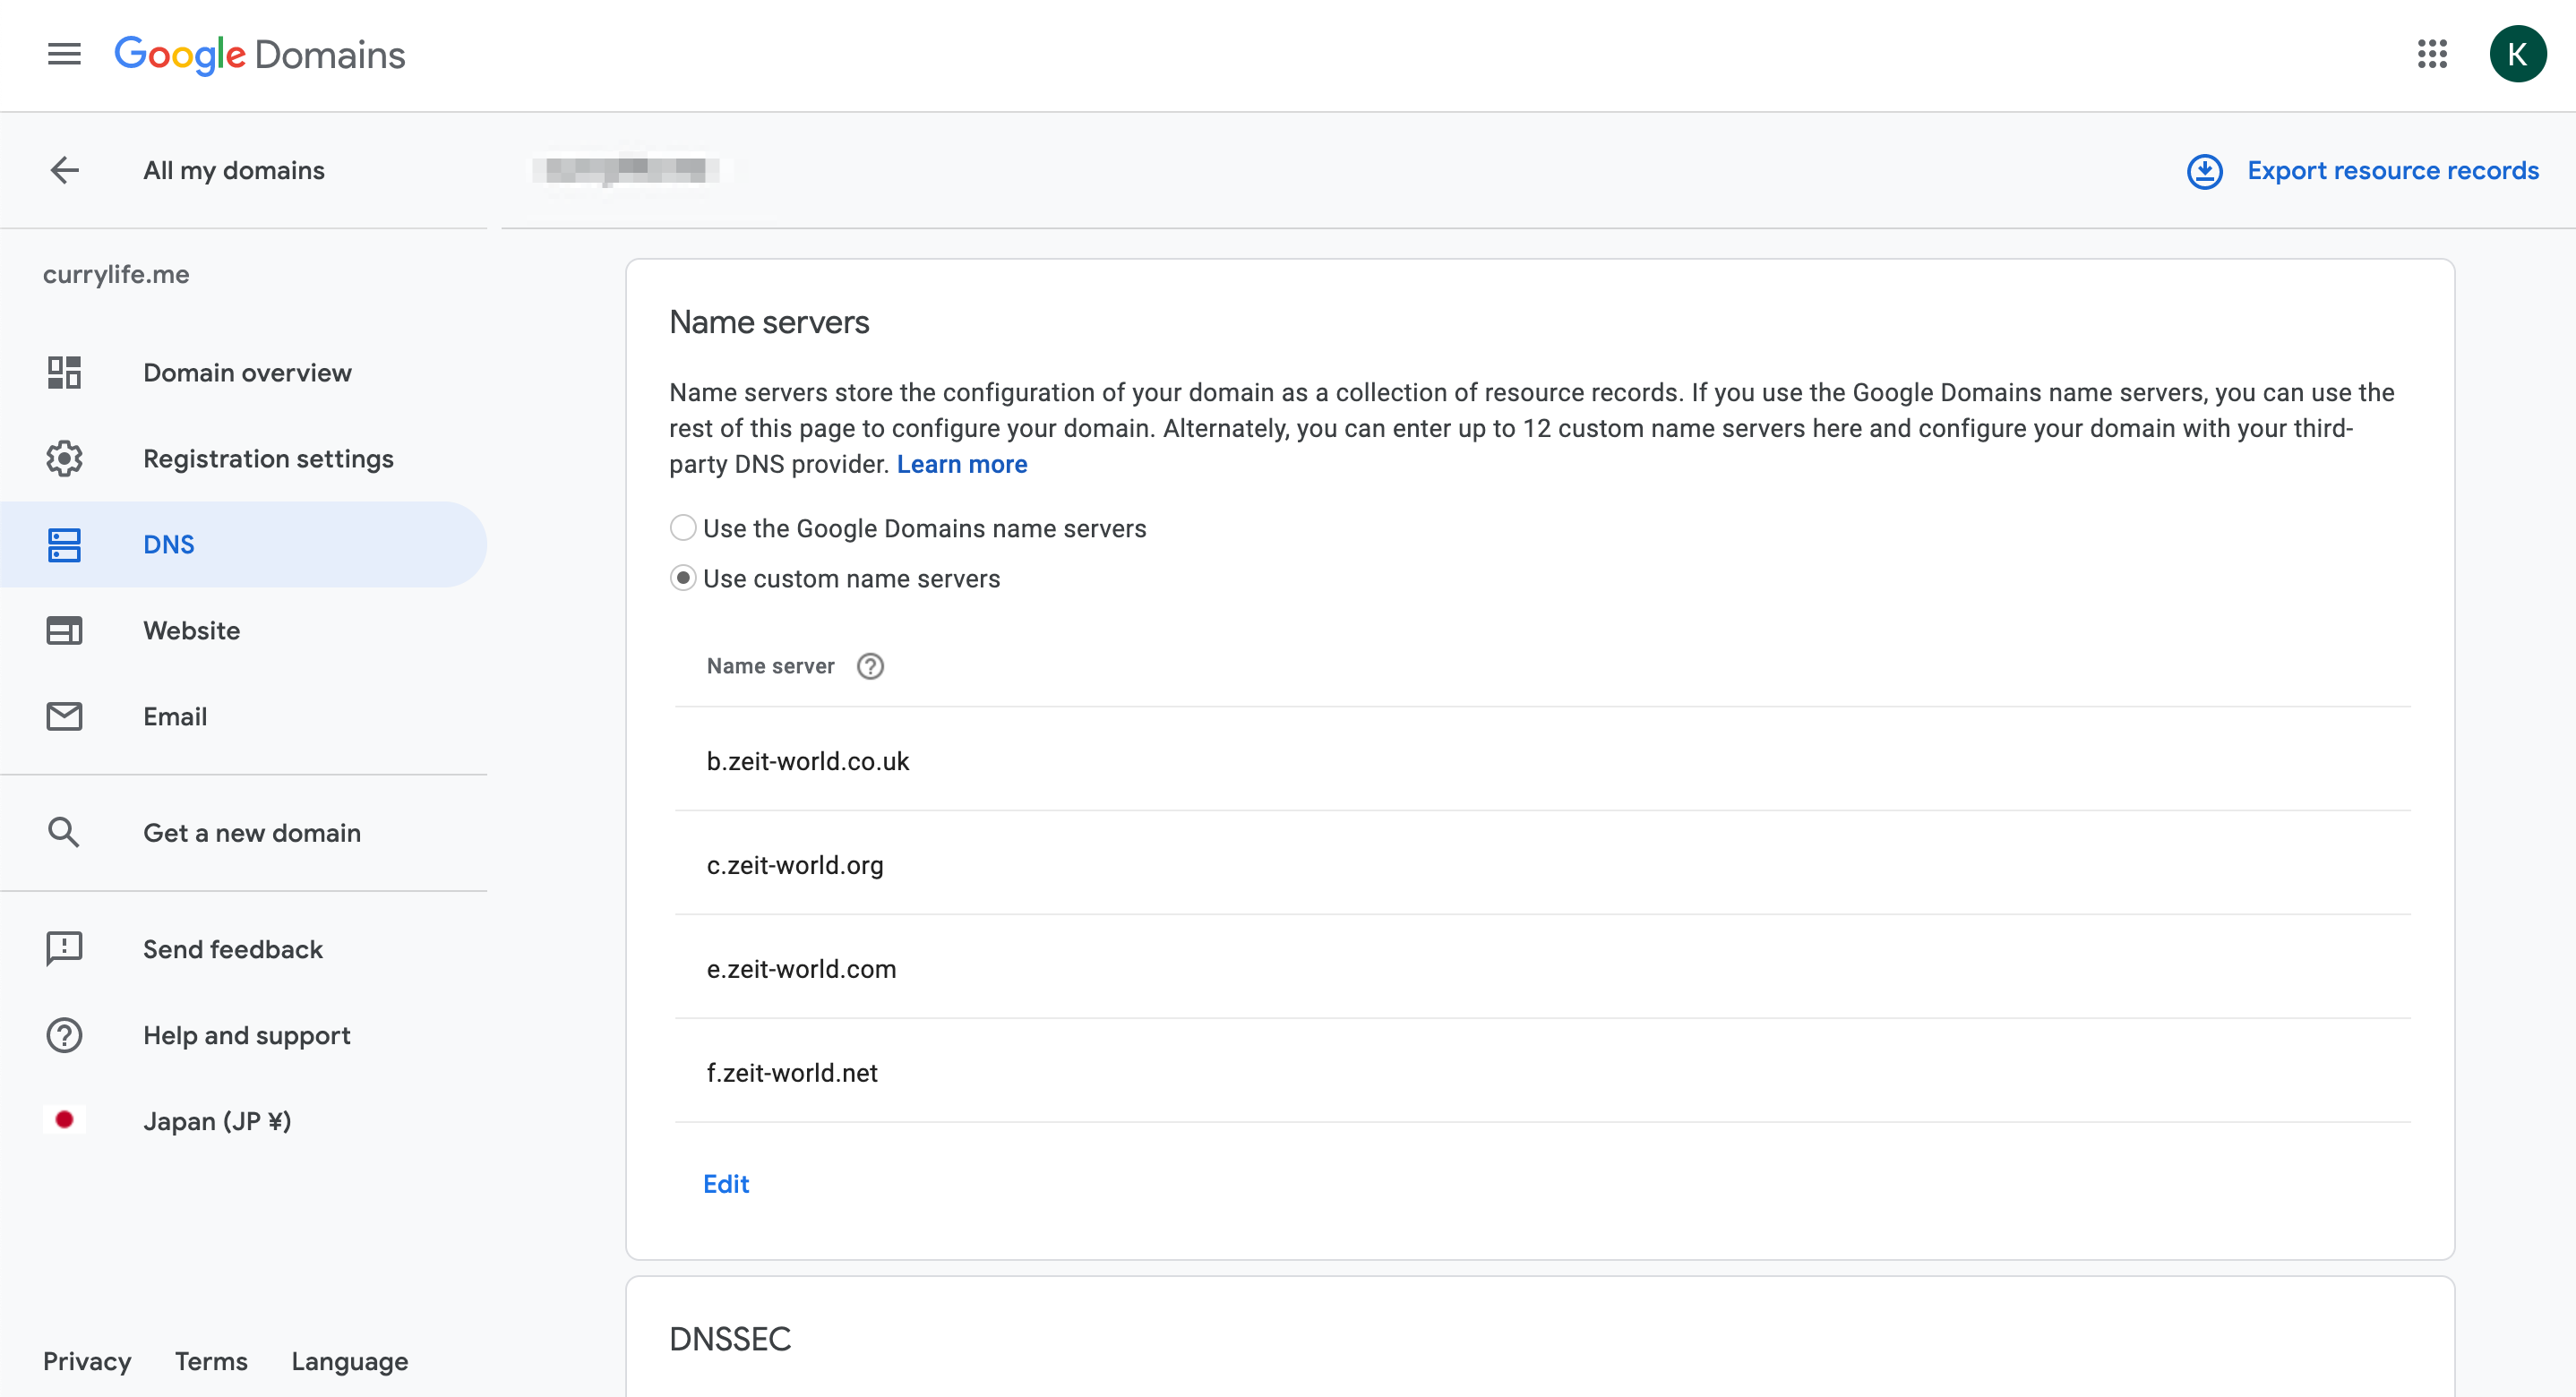 Google Domains
K
All my domains
Export resource records
currylife.me
Domain overview
Registration settings
DNS
Website
Email
Get a new domain
Send feedback
Help and support
Japan (JP ¥)
Privacy Terms Language
Name servers
Name servers store the configuration of your domain as a collection of resource records. If you use the Google Domains name servers, you can use the
rest of this page to configure your domain. Alternately, you can enter up to 12 custom name servers here and configure your domain with your third-
party DNS provider. Learn more
Use the Google Domains name servers
Use custom name servers
Name server
b.zeit-world.co.uk
c.zeit-world.org
e.zeit-world.com
f.zeit-world.net
Edit
DNSSEC